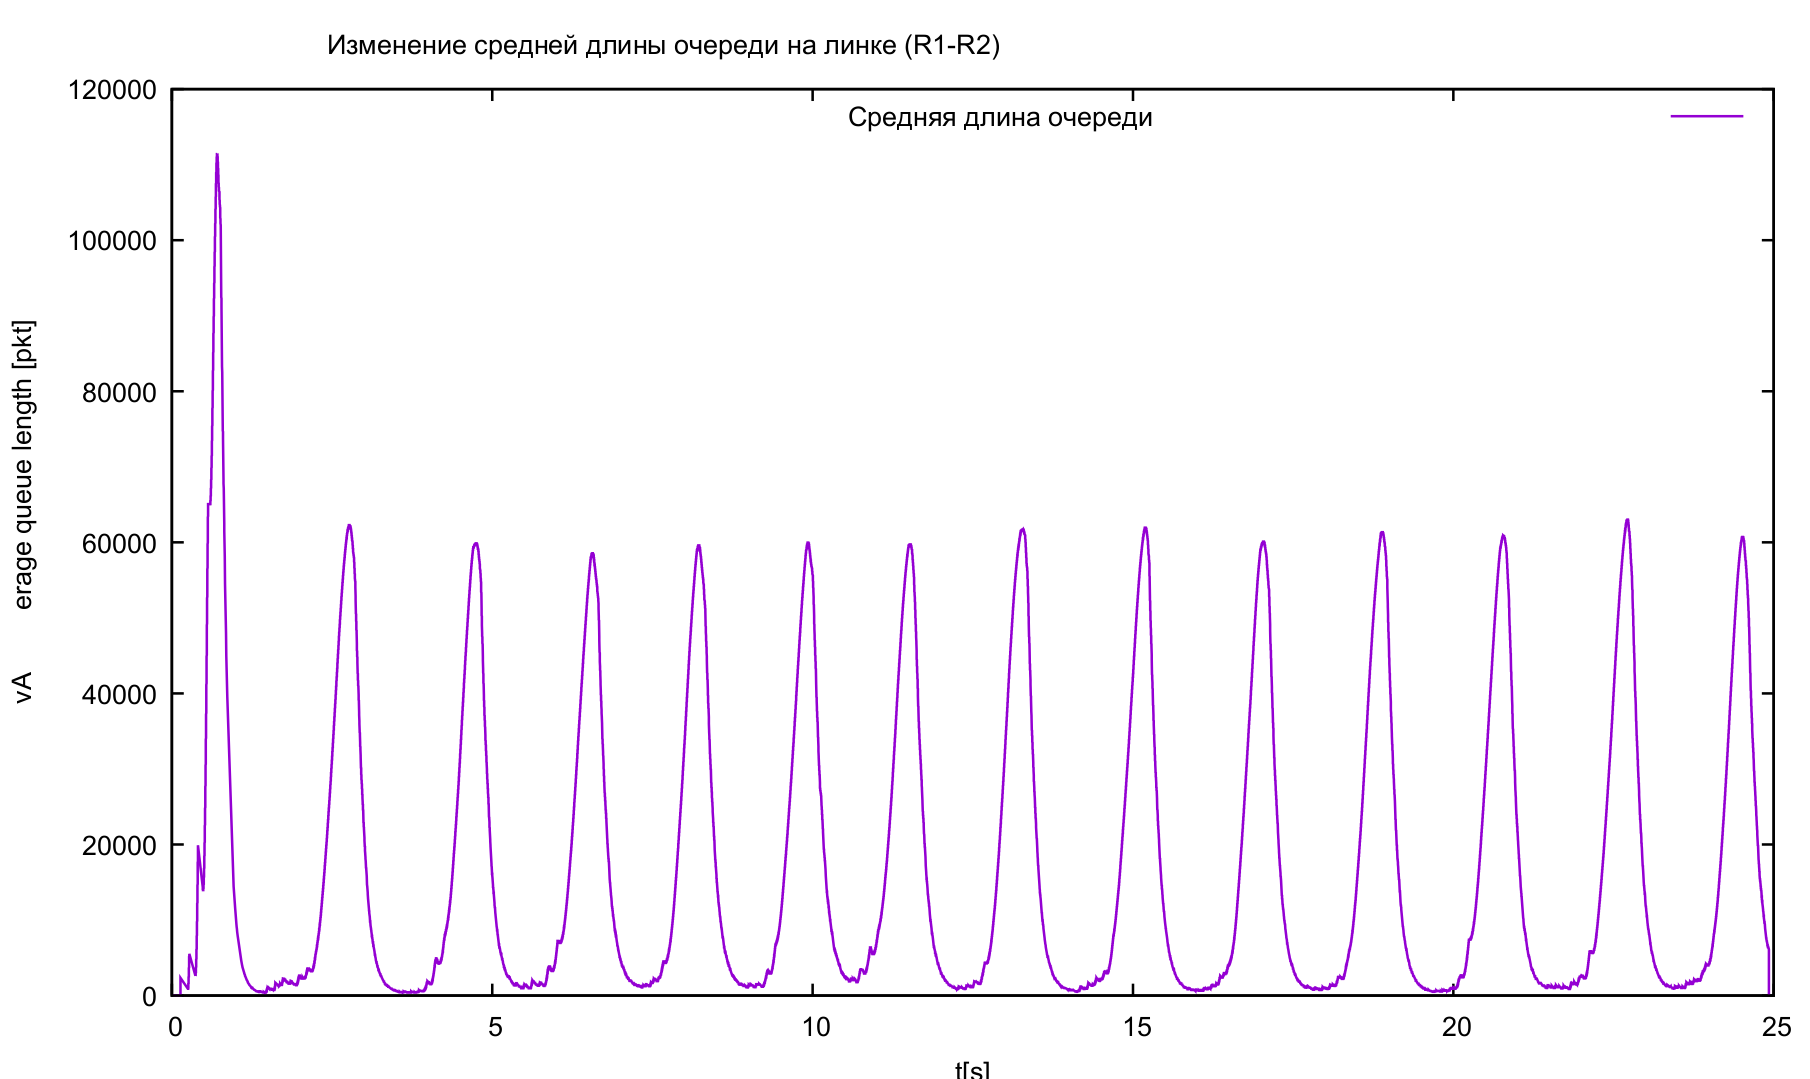 Изменение средней длины очереди на линке (R1-R2)
Средняя длина очереди
120000
100000
80000
60000
40000
20000
0
vA erage queue length [pkt]
0 5 10 15 20 25
t[s]